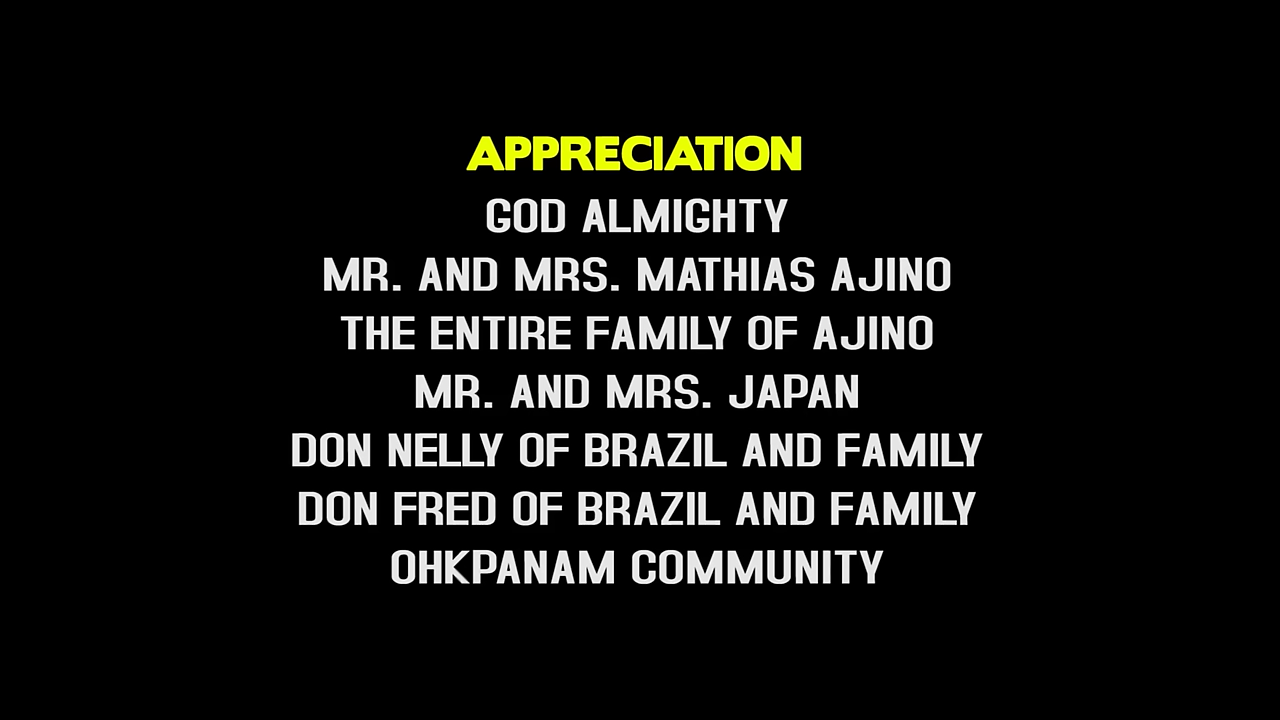 APPRECIATION
GOD ALMIGHTY
MR. AND MRS. MATHIAS AJINO
THE ENTIRE FAMILY OF AJINO
MR. AND MRS. JAPAN
DON NELLY OF BRAZIL AND FAMILY
DON FRED OF BRAZIL AND FAMILY
OHKPANAM COMMUNITY